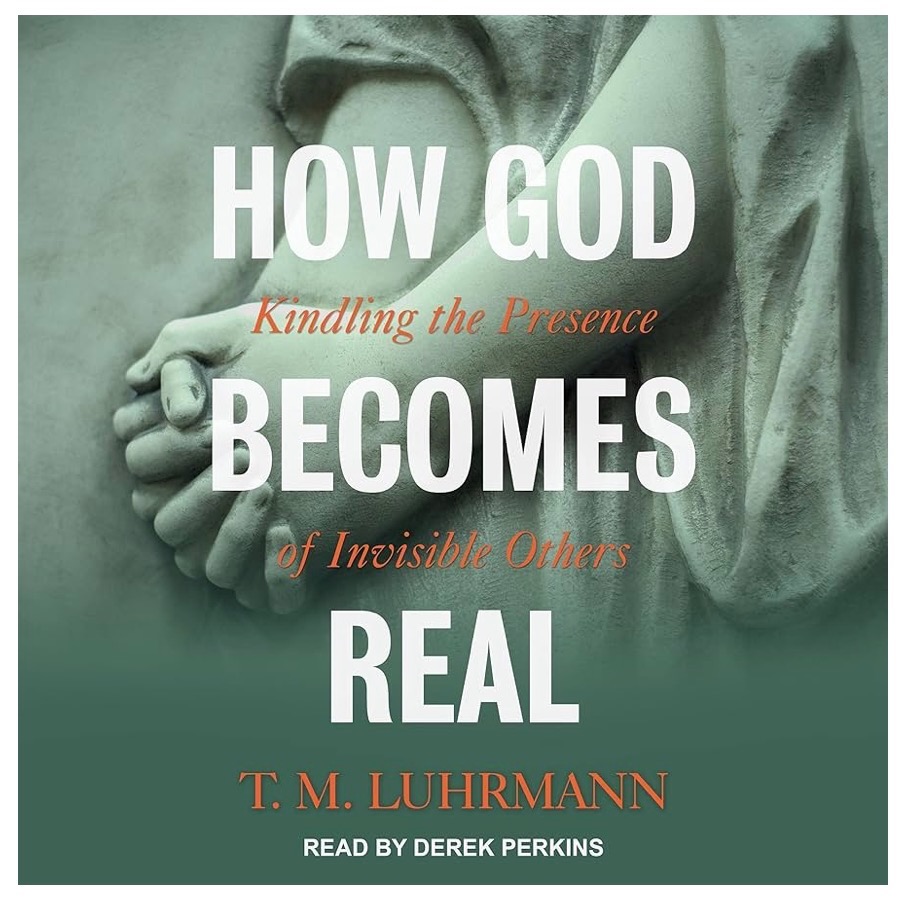 HOW GOD
Kindling the Presence
BECOMES
of Invisible Others
REAL
T. M. LUHRMANN
READ BY DEREK PERKINS